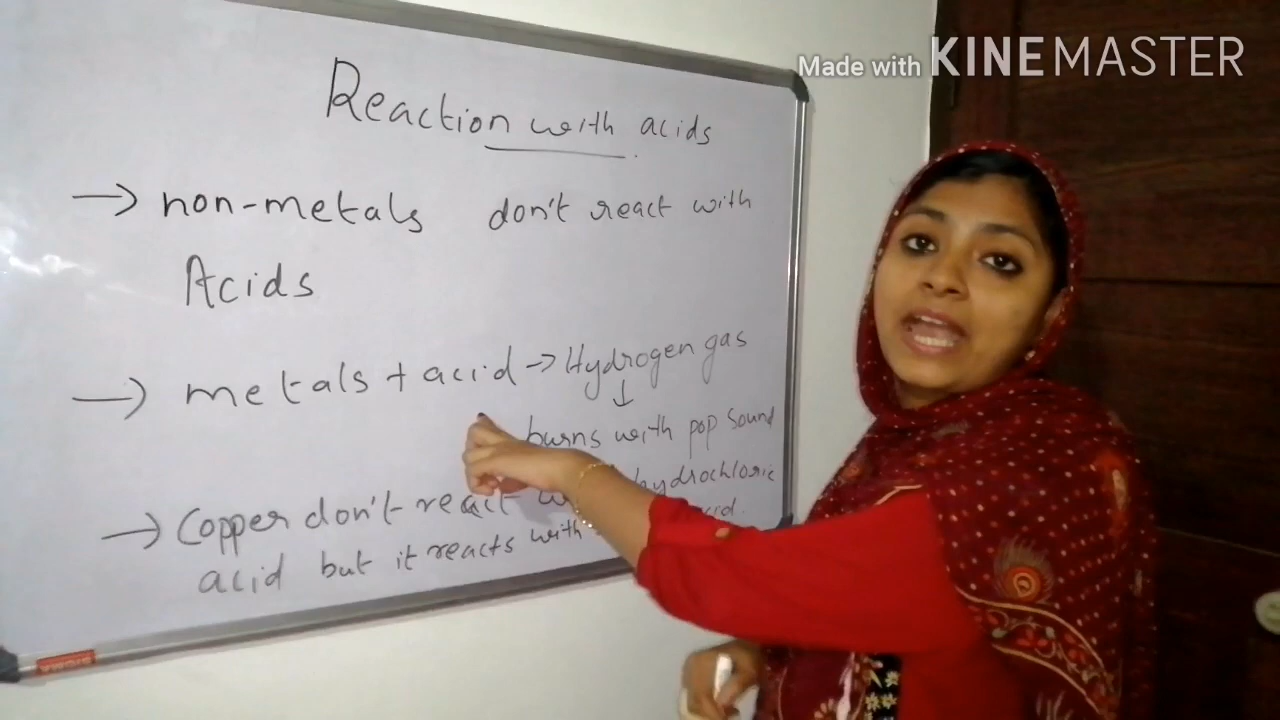 Made with KINEMASTER
Reaction with acids
→ non-metals don't react with
Acids
→ metals + acid → Hydrogen gas
↓
burns with pop sound
→ Copper don't react hydrochloric
acid but it reacts with